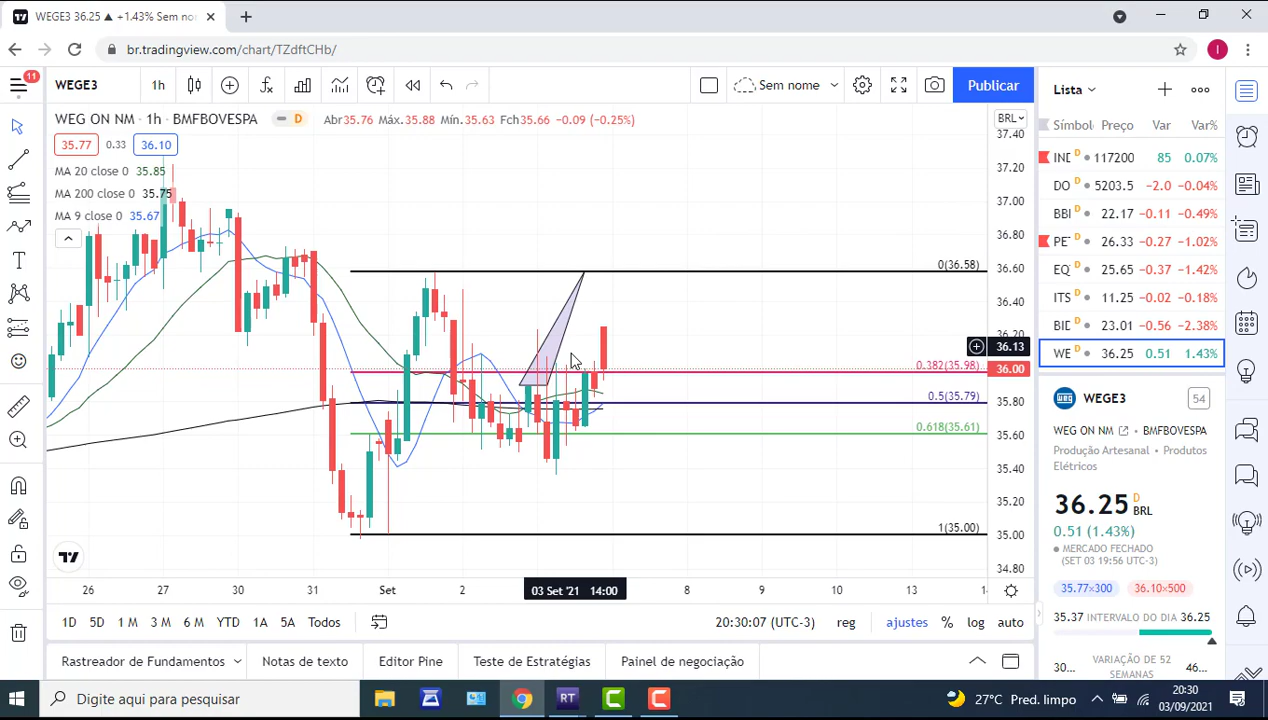 WEGE3 36.25 ▲ +1.43% Sem nor
br.tradingview.com/chart/TZdftCHb/
I
11
WEGE3 1h Sem nome Publicar
Lista
WEG ON NM · 1h · BMFBOVESPA D Abr35.76 Máx.35.88 Mín.35.63 Fch35.66 -0.09 (-0.25%)
35.77 0.33 36.10
MA 20 close 0 35.85
MA 200 close 0 35.75
MA 9 close 0 35.67
BRL
37.40
37.20
37.00
36.80
36.60
36.40
36.20
36.13
36.00
35.80
35.60
35.40
35.20
35.00
34.80
0(36.58)
0.382(35.98)
0.5(35.79)
0.618(35.61)
1(35.00)
26 27 30 31 Set 2 03 Set '21 14:00 8 9 10 13
1D 5D 1 M 3 M 6 M YTD 1A 5A Todos 20:30:07 (UTC-3) reg ajustes % log auto
Rastreador de Fundamentos Notas de texto Editor Pine Teste de Estratégias Painel de negociação
Símbol Preço Var Var%
INI D 117200 85 0.07%
DO D 5203.5 -2.0 -0.04%
BBI D 22.17 -0.11 -0.49%
PE D 26.33 -0.27 -1.02%
EQ D 25.65 -0.37 -1.42%
ITS D 11.25 -0.02 -0.18%
BIC D 23.01 -0.56 -2.38%
WE D 36.25 0.51 1.43%
WEGE3 54
WEG ON NM · BMFBOVESPA
Produção Artesanal · Produtos
Elétricos
36.25 D BRL
0.51 (1.43%)
MERCADO FECHADO
(SET 03 19:56 UTC-3)
35.77×300 36.10×500
35.37 INTERVALO DO DIA 36.25
30... VARIAÇÃO DE 52 46...
SEMANAS
Digite aqui para pesquisar
RT
27°C Pred. limpo
20:30
03/09/2021